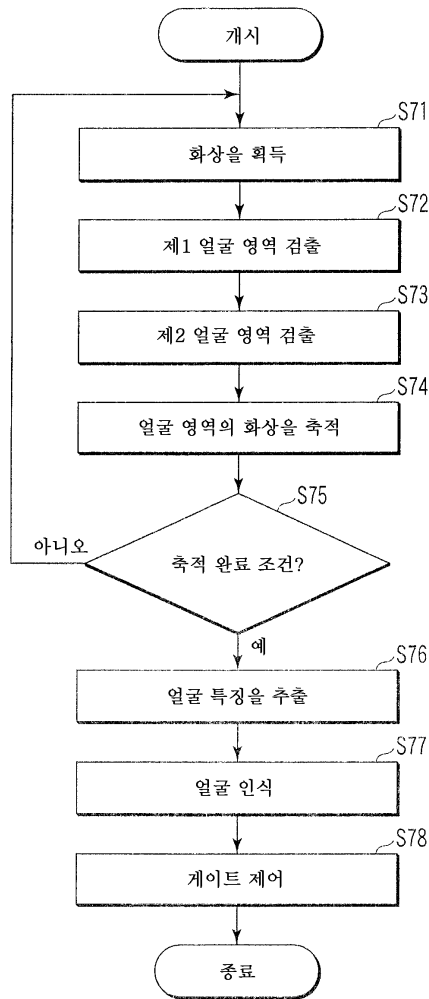 개시
S71
화상을 획득
S72
제1 얼굴 영역 검출
S73
제2 얼굴 영역 검출
S74
얼굴 영역의 화상을 축적
S75
축적 완료 조건?
아니오
예
S76
얼굴 특징을 추출
S77
얼굴 인식
S78
게이트 제어
종료